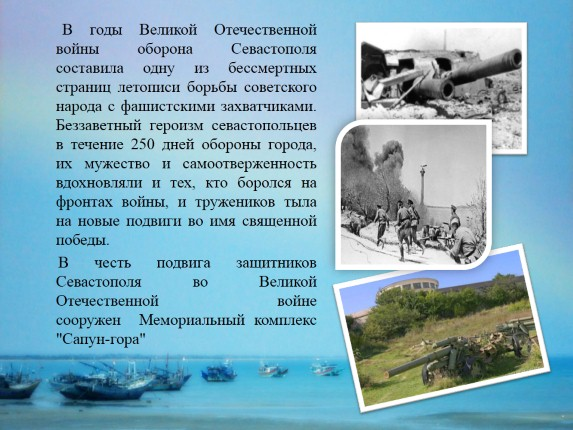 В годы Великой Отечественной
войны оборона Севастополя
составила одну из бессмертных
страниц летописи борьбы советского
народа с фашистскими захватчиками.
Беззаветный героизм севастопольцев
в течение 250 дней обороны города,
их мужество и самоотверженность
вдохновляли и тех, кто боролся на
фронтах войны, и тружеников тыла
на новые подвиги во имя священной
победы.
В честь подвига защитников
Севастополя во Великой
Отечественной войне
сооружен Мемориальный комплекс
"Сапун-гора"